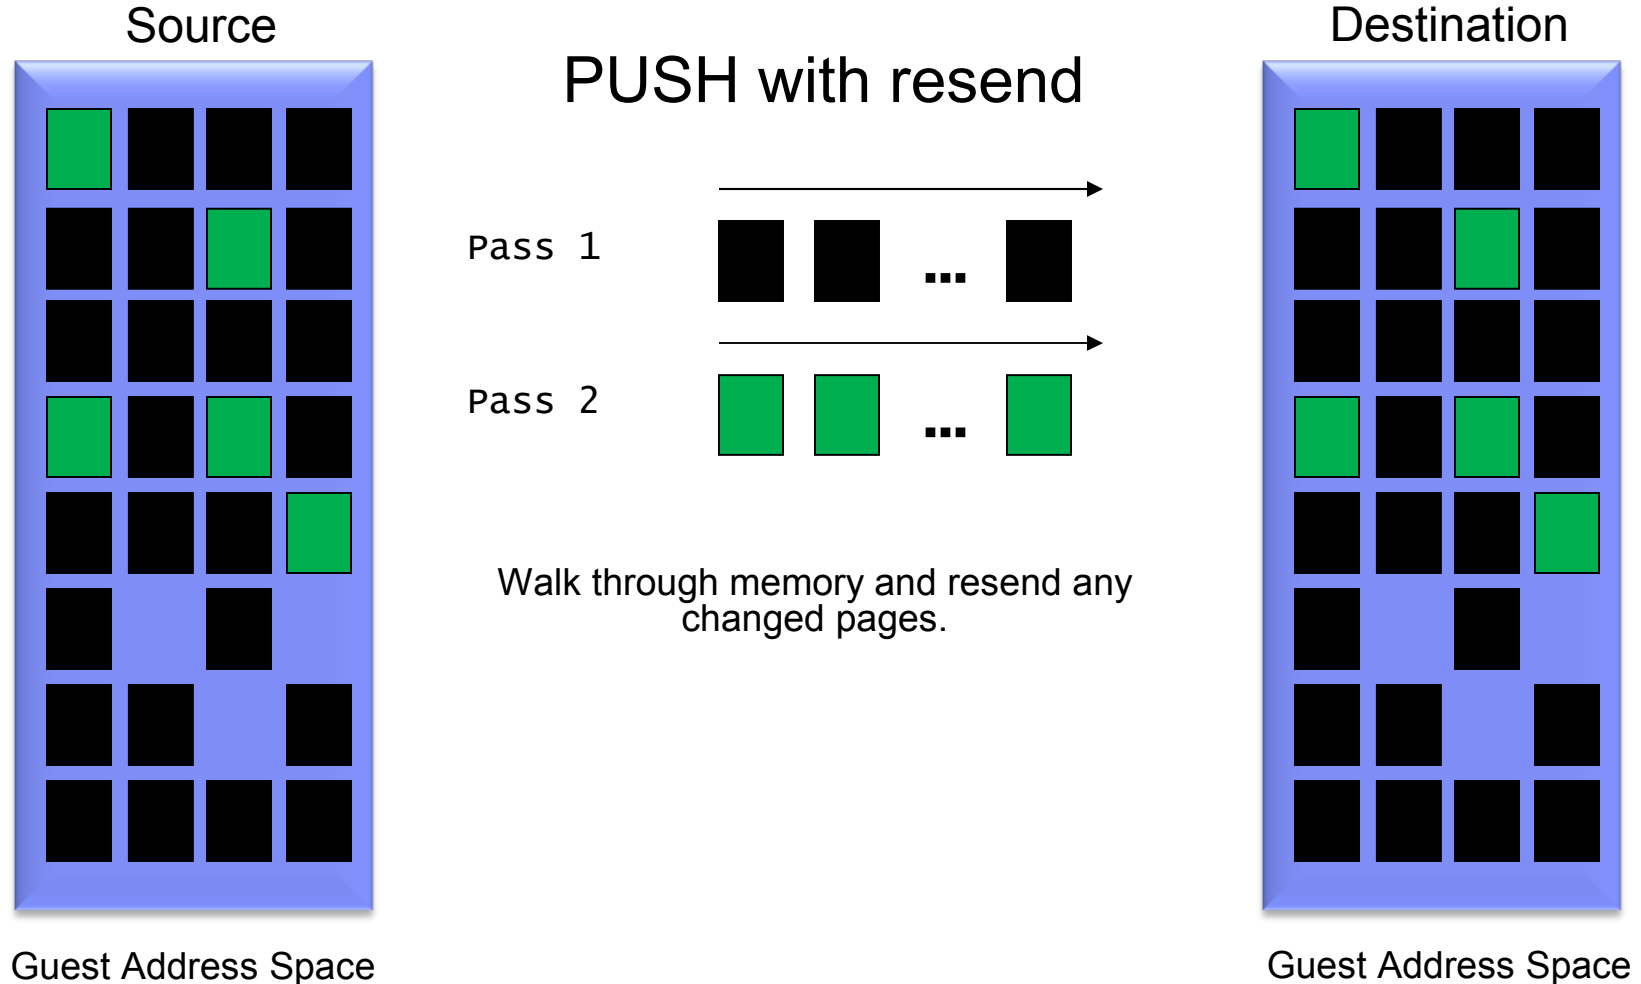 Source
Destination
PUSH with resend
Pass 1
...
Pass 2
...
Walk through memory and resend any
changed pages.
Guest Address Space
Guest Address Space